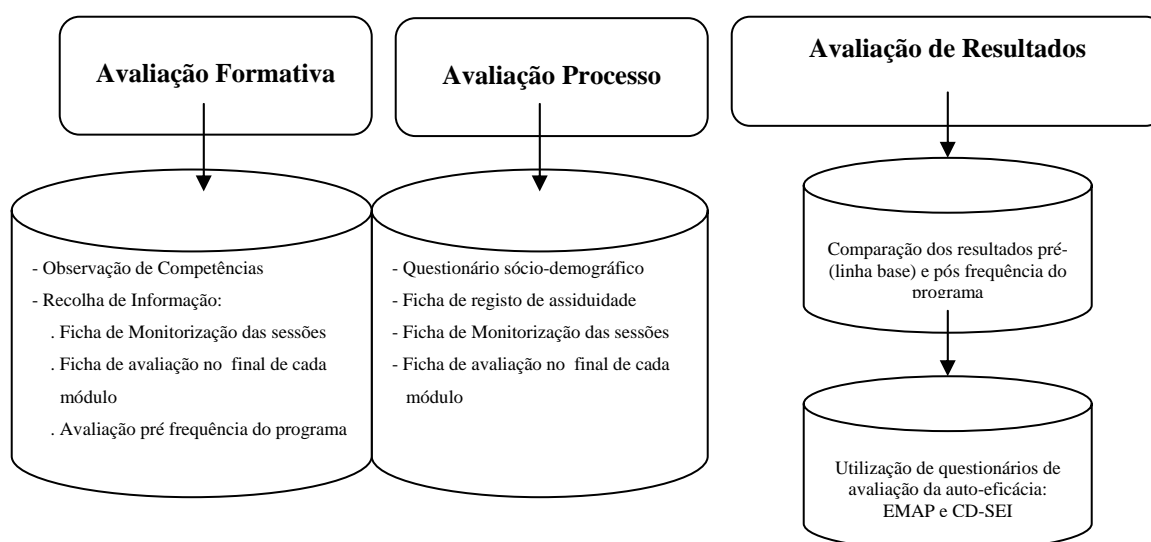 Avaliação Formativa
- Observação de Competências
- Recolha de Informação:
. Ficha de Monitorização das sessões
. Ficha de avaliação no final de cada
módulo
. Avaliação pré frequência do programa
Avaliação Processo
- Questionário sócio-demográfico
- Ficha de registo de assiduidade
- Ficha de Monitorização das sessões
- Ficha de avaliação no final de cada
módulo
Avaliação de Resultados
Comparação dos resultados pré-
(linha base) e pós frequência do
programa
Utilização de questionários de
avaliação da auto-eficácia:
EMAP e CD-SEI